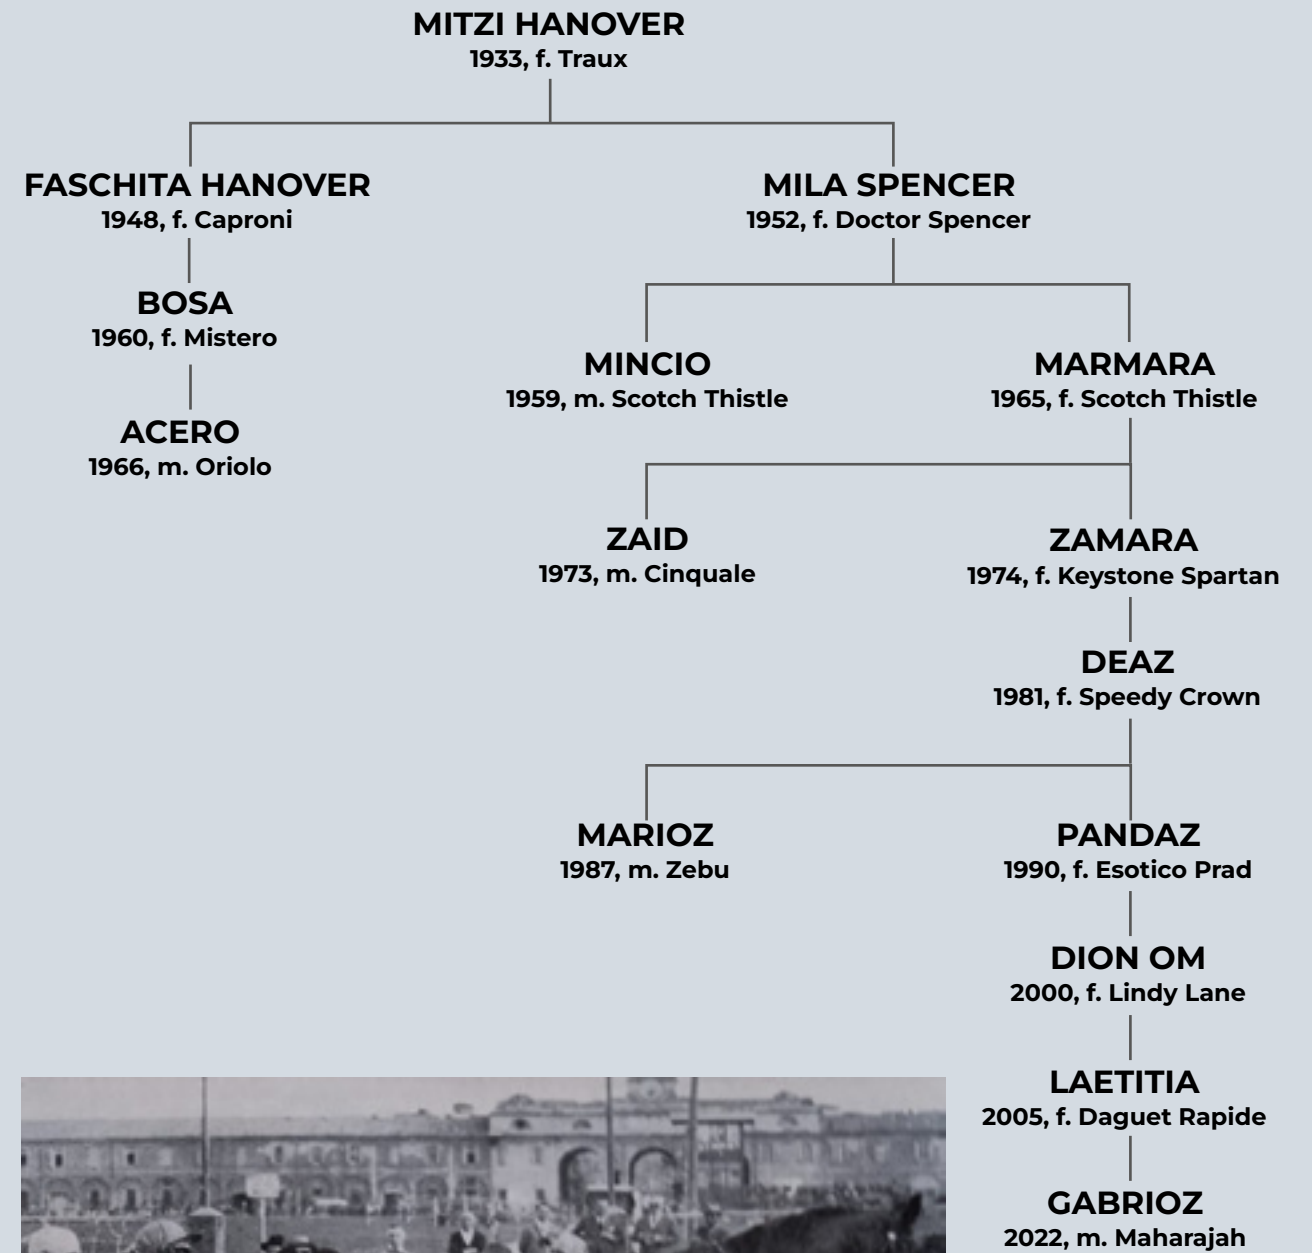 MITZI HANOVER
1933, f. Traux
FASCHITA HANOVER
1948, f. Caproni
MILA SPENCER
1952, f. Doctor Spencer
BOSA
1960, f. Mistero
MINCIO
1959, m. Scotch Thistle
MARMARA
1965, f. Scotch Thistle
ACERO
1966, m. Oriolo
ZAID
1973, m. Cinquale
ZAMARA
1974, f. Keystone Spartan
DEAZ
1981, f. Speedy Crown
MARIOZ
1987, m. Zebu
PANDAZ
1990, f. Esotico Prad
DION OM
2000, f. Lindy Lane
LAETITIA
2005, f. Daguet Rapide
GABRIOZ
2022, m. Maharajah